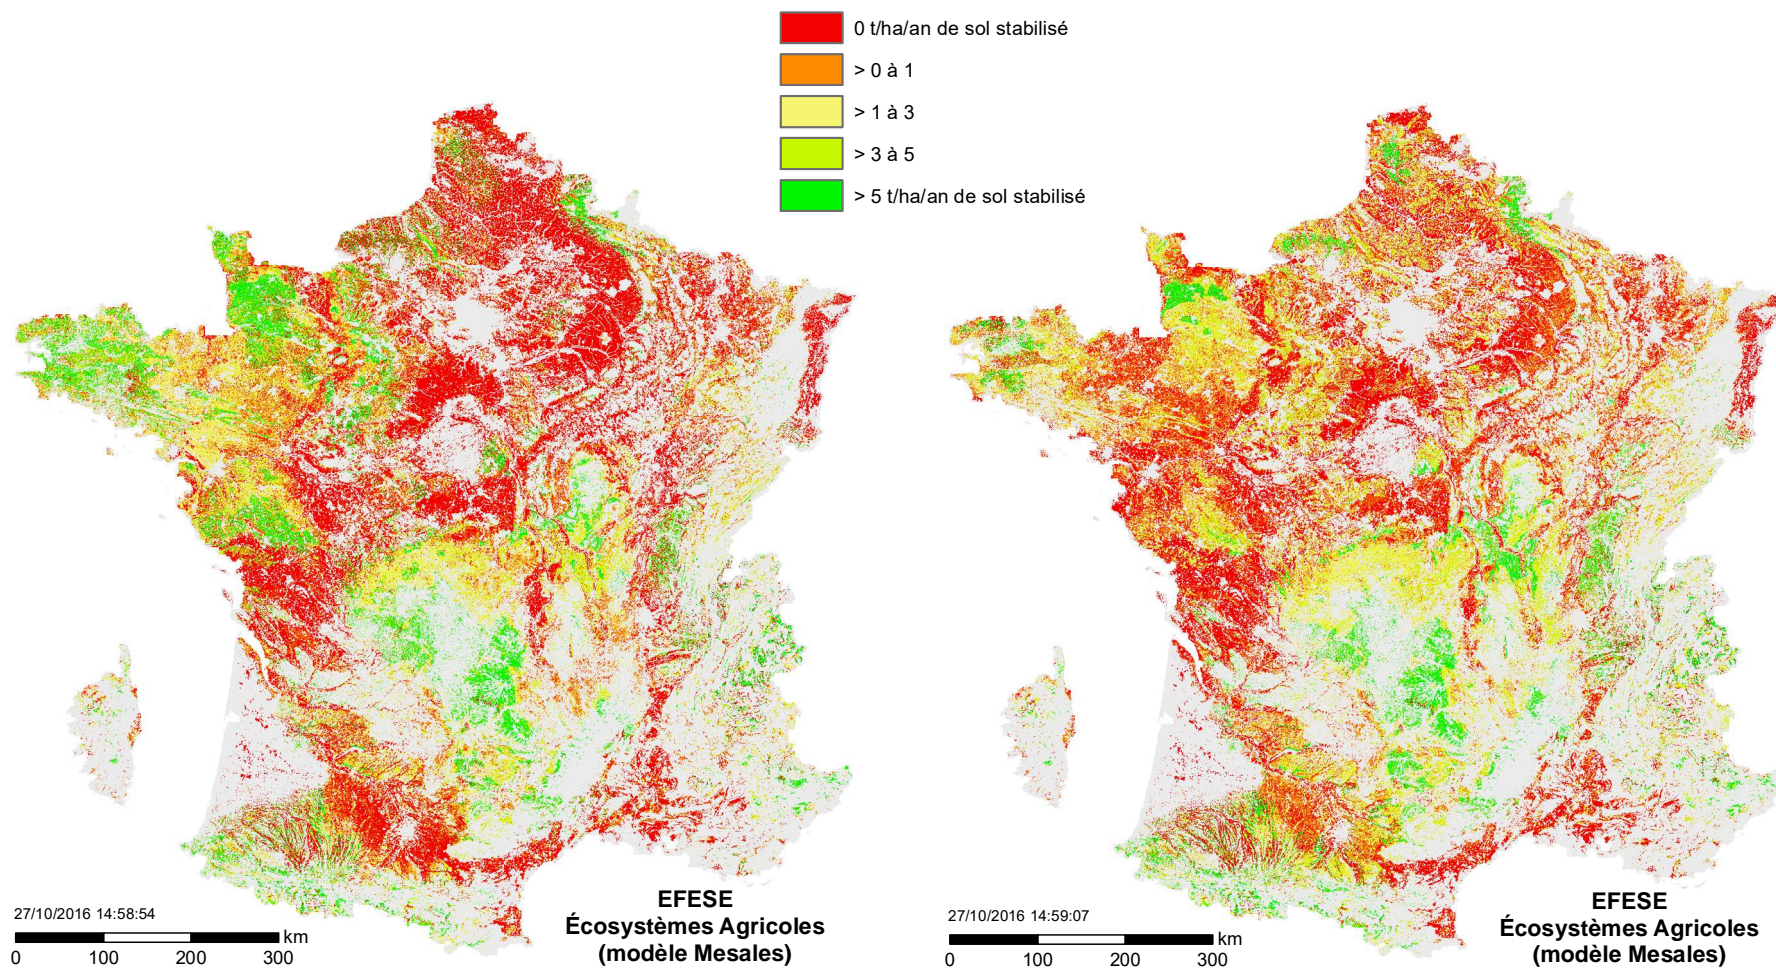 0 t/ha/an de sol stabilisé
> 0 à 1
> 1 à 3
> 3 à 5
> 5 t/ha/an de sol stabilisé
27/10/2016 14:58:54
km
0 100 200 300
EFESE
Écosystèmes Agricoles
(modèle Mesales)
27/10/2016 14:59:07
km
0 100 200 300
EFESE
Écosystèmes Agricoles
(modèle Mesales)